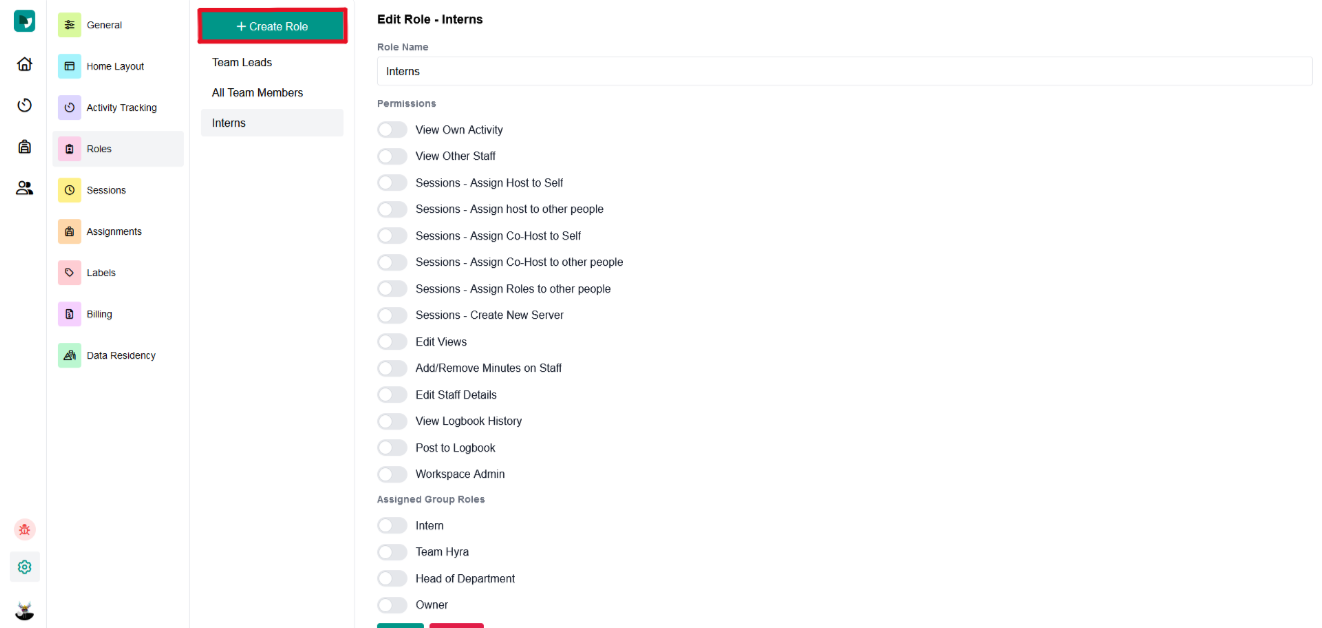 General
Home Layout
Activity Tracking
Roles
Sessions
Assignments
Labels
Billing
Data Residency
+ Create Role
Team Leads
All Team Members
Interns
Edit Role - Interns
Role Name
Interns
Permissions
View Own Activity
View Other Staff
Sessions - Assign Host to Self
Sessions - Assign host to other people
Sessions - Assign Co-Host to Self
Sessions - Assign Co-Host to other people
Sessions - Assign Roles to other people
Sessions - Create New Server
Edit Views
Add/Remove Minutes on Staff
Edit Staff Details
View Logbook History
Post to Logbook
Workspace Admin
Assigned Group Roles
Intern
Team Hyra
Head of Department
Owner